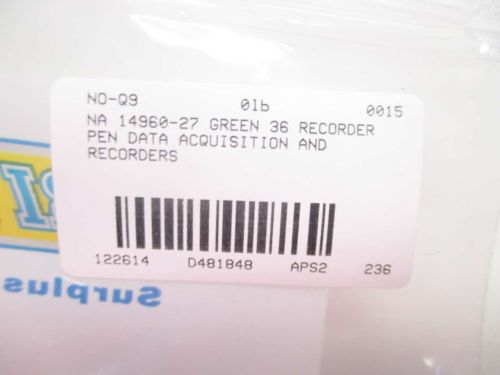 NO-Q9 01b 0015
NA 14960-27 GREEN 36 RECORDER
PEN DATA ACQUISITION AND
RECORDERS
122614 D481848 APS2 236
Surplus